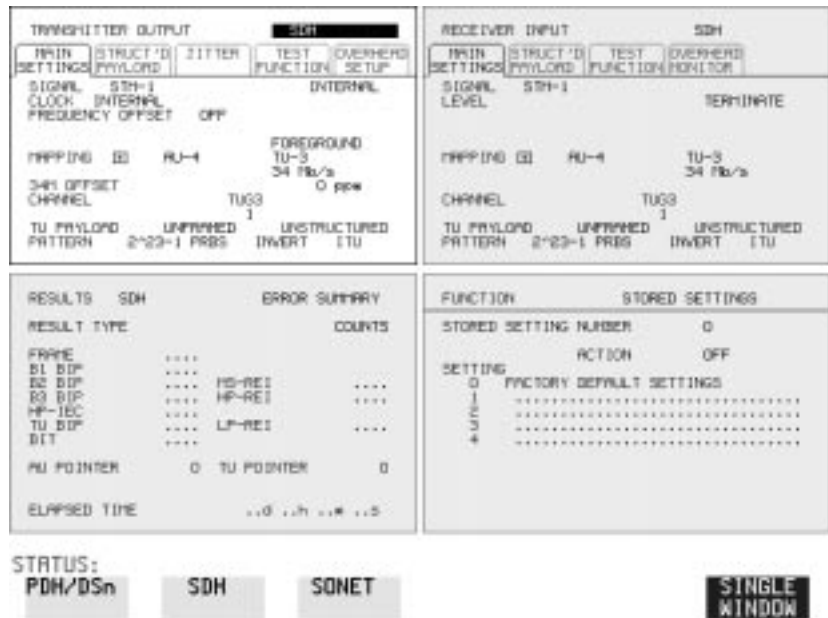 TRANSMITTER OUTPUT SDH
MAIN SETTINGS STRUCT'D PAYLOAD JITTER TEST FUNCTION OVERHEAD SETUP
SIGNAL STM-1 INTERNAL
CLOCK INTERNAL
FREQUENCY OFFSET OFF
FOREGROUND
MAPPING AU-4 TU-3
34 Mb/s
34M OFFSET 0 ppm
CHANNEL TUG3
1
TU PAYLOAD UNFRAMED UNSTRUCTURED
PATTERN 2^23-1 PRBS INVERT ITU
RECEIVER INPUT SDH
MAIN SETTINGS STRUCT'D PAYLOAD TEST FUNCTION OVERHEAD MONITOR
SIGNAL STM-1
LEVEL TERMINATE
MAPPING AU-4 TU-3
34 Mb/s
CHANNEL TUG3
1
TU PAYLOAD UNFRAMED UNSTRUCTURED
PATTERN 2^23-1 PRBS INVERT ITU
RESULTS SDH ERROR SUMMARY
RESULT TYPE COUNTS
FRAME ....
B1 BIP ....
B2 BIP .... MS-REI ....
B3 BIP .... HP-REI ....
HP-IEC ....
TU BIP .... LP-REI ....
BIT ....
AU POINTER 0 TU POINTER 0
ELAPSED TIME ..d ..h ..m ..s
FUNCTION STORED SETTINGS
STORED SETTING NUMBER 0
ACTION OFF
SETTING
0 FACTORY DEFAULT SETTINGS
1 ..............................
2 ..............................
3 ..............................
4 ..............................
STATUS:
PDH/DSn SDH SONET SINGLE WINDOW